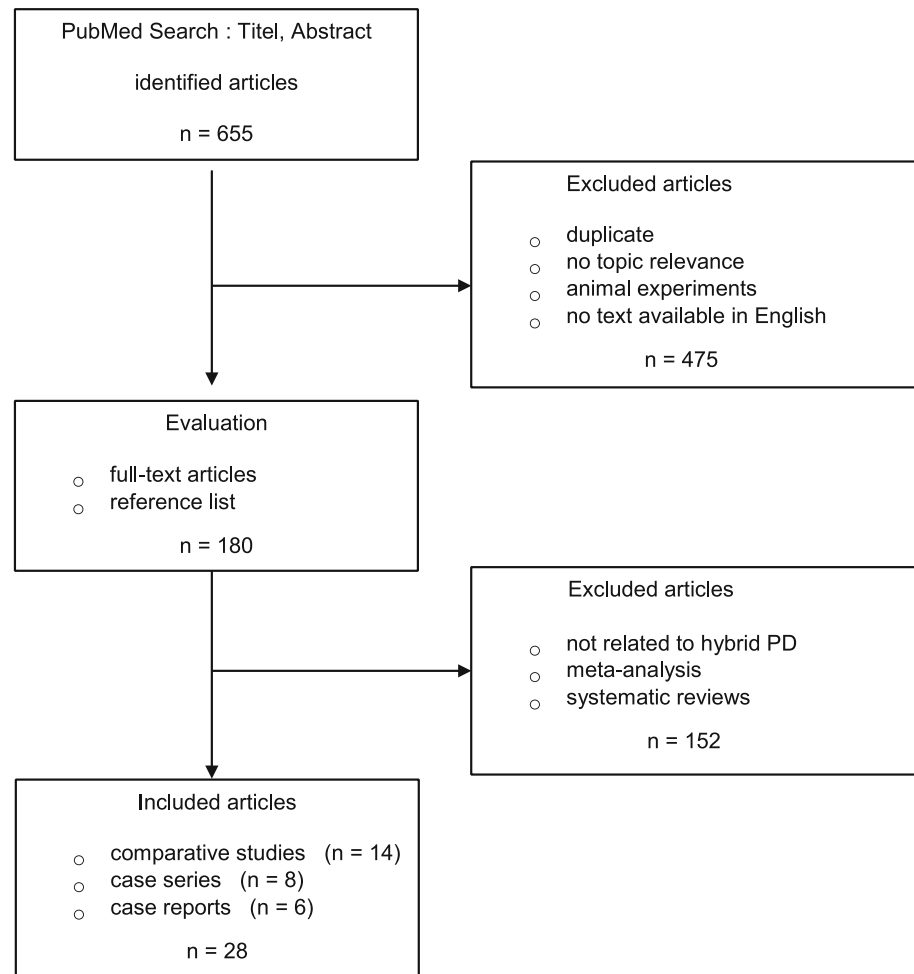 PubMed Search : Titel, Abstract
identified articles
n = 655
Excluded articles
○ duplicate
○ no topic relevance
○ animal experiments
○ no text available in English
n = 475
Evaluation
○ full-text articles
○ reference list
n = 180
Excluded articles
○ not related to hybrid PD
○ meta-analysis
○ systematic reviews
n = 152
Included articles
○ comparative studies (n = 14)
○ case series (n = 8)
○ case reports (n = 6)
n = 28